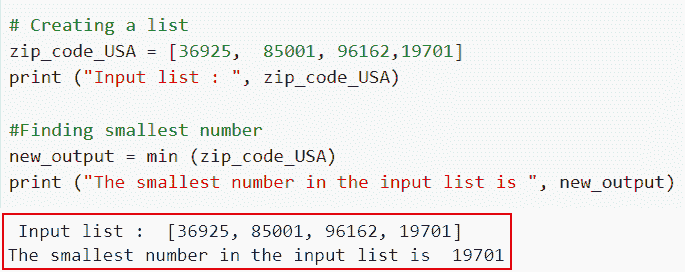 # Creating a list
zip_code_USA = [36925,  85001, 96162,19701]
print ("Input list : ", zip_code_USA)
#Finding smallest number
new_output = min (zip_code_USA)
print ("The smallest number in the input list is ", new_output)
Input list :  [36925, 85001, 96162, 19701]
The smallest number in the input list is  19701